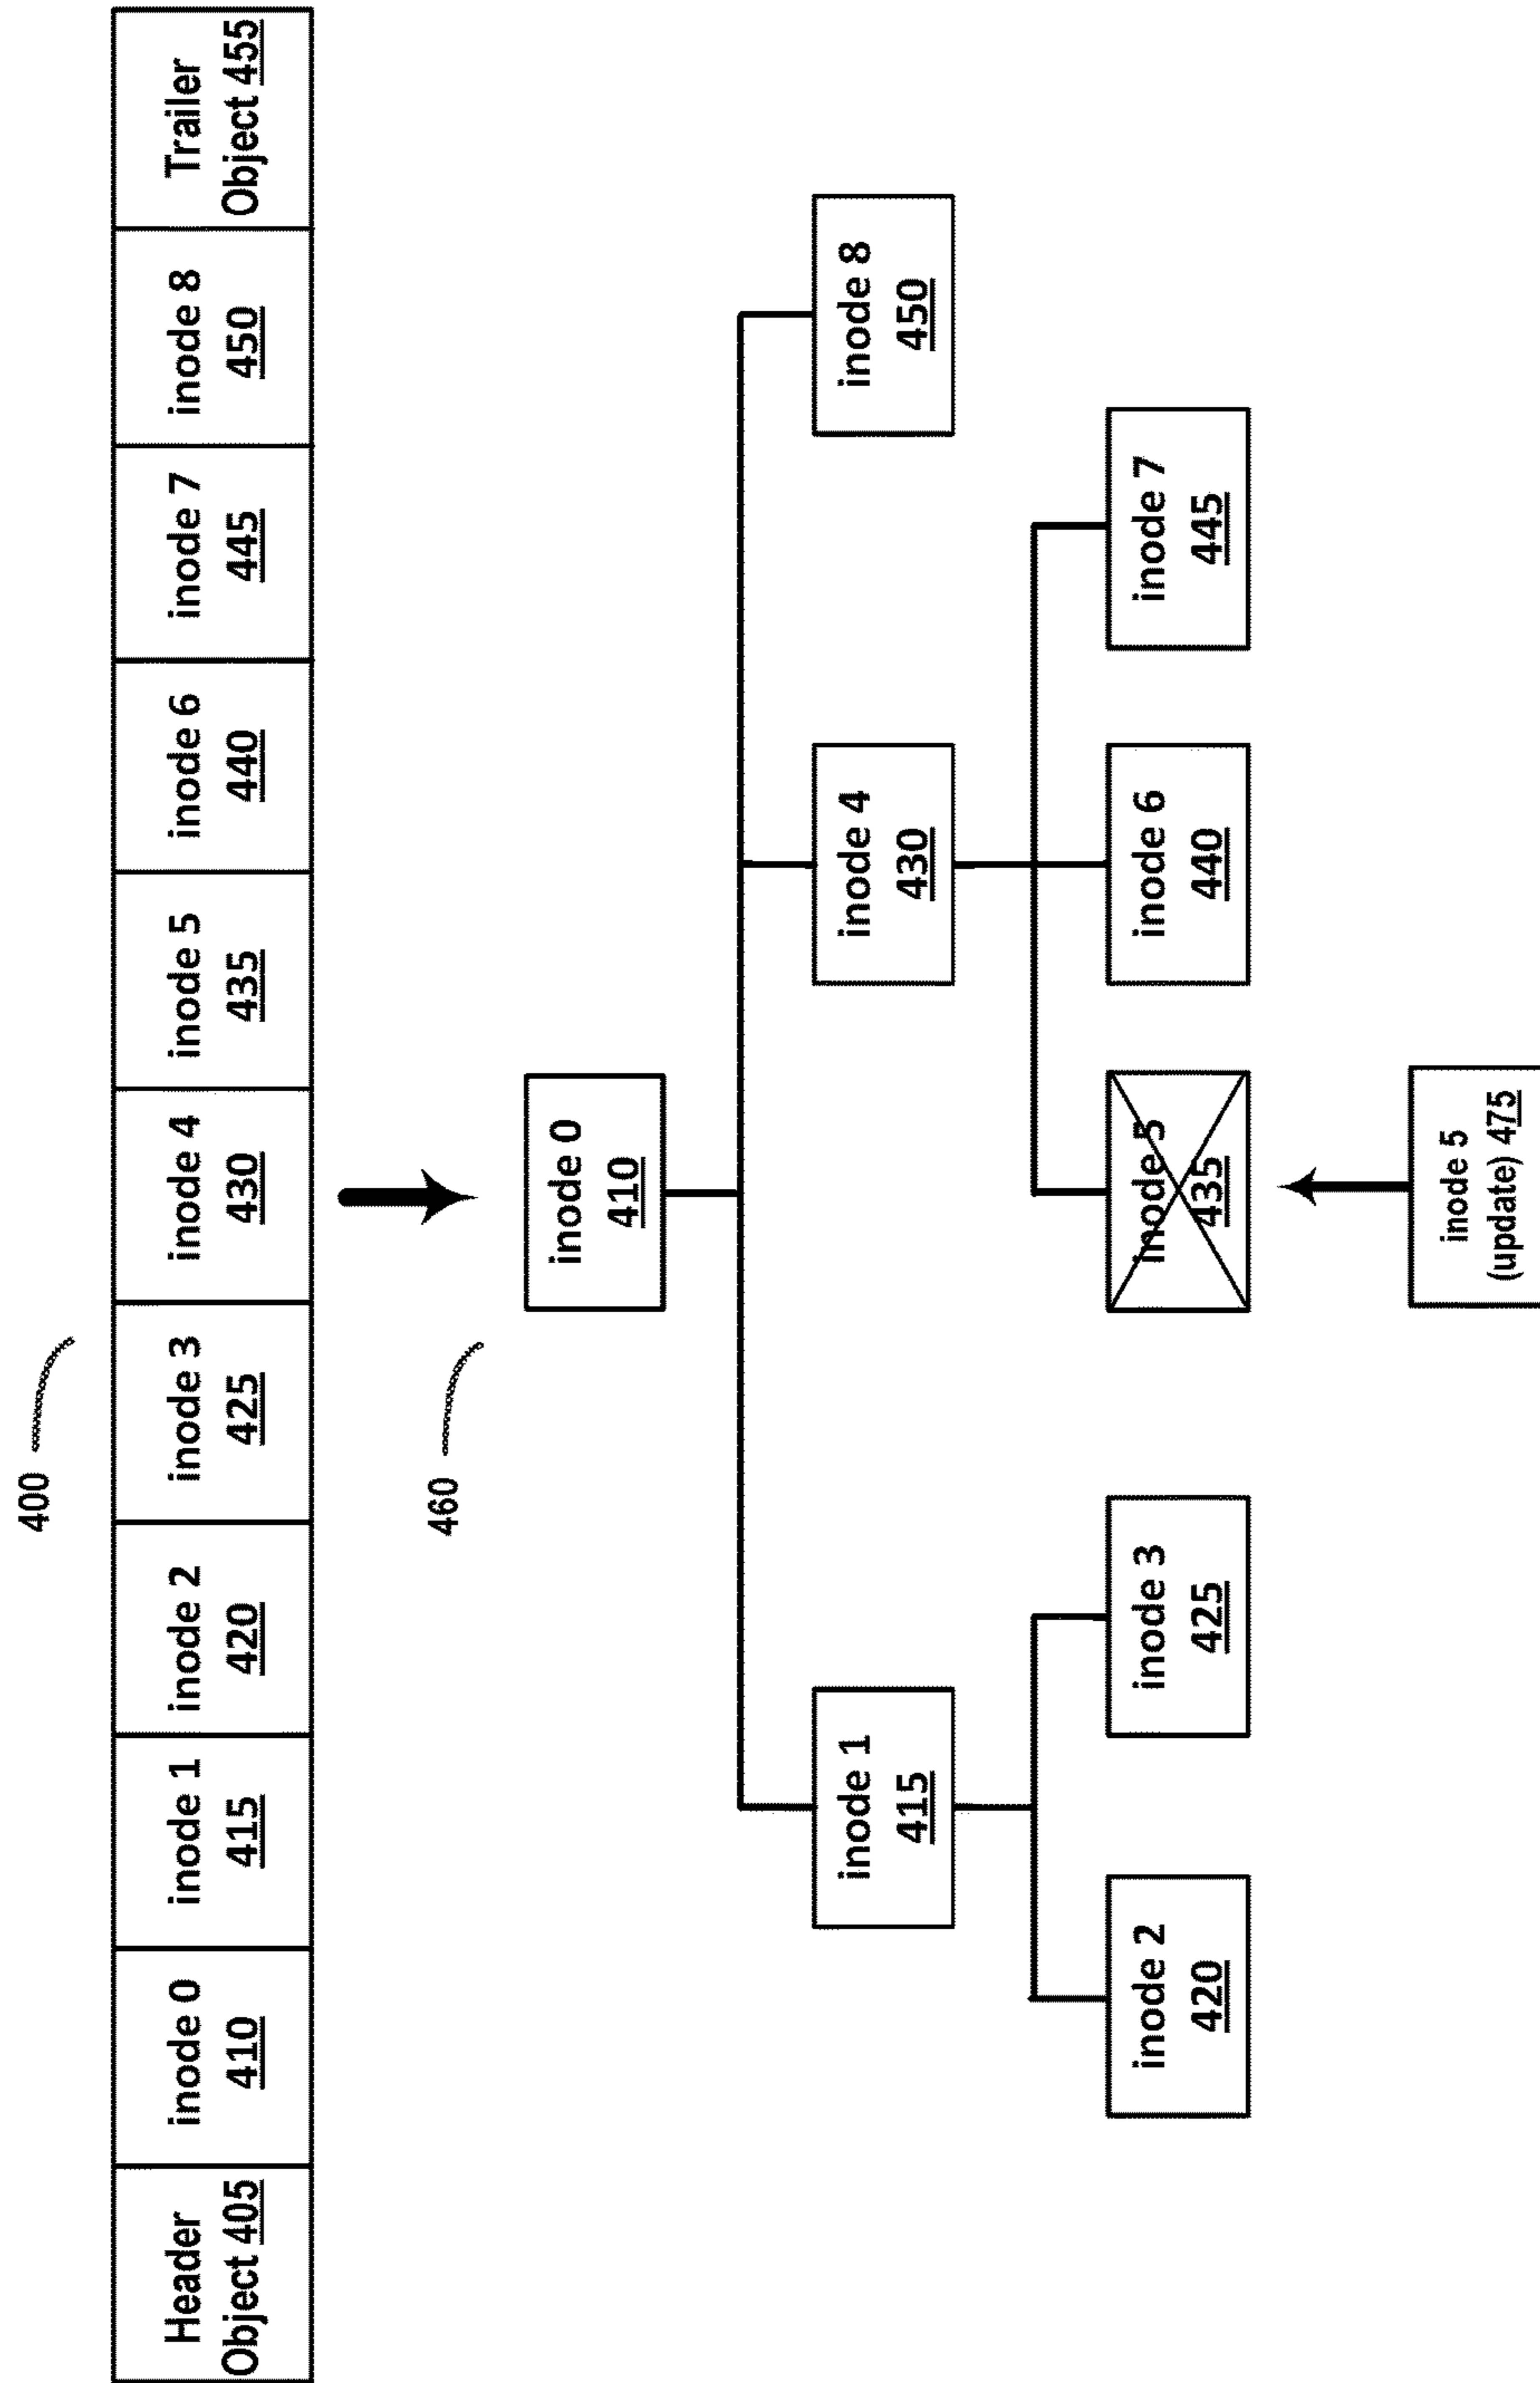 400
Header
Object 405
inode 0
410
inode 1
415
inode 2
420
inode 3
425
inode 4
430
inode 5
435
inode 6
440
inode 7
445
inode 8
450
Trailer
Object 455
460
inode 0
410
inode 1
415
inode 4
430
inode 8
450
inode 2
420
inode 3
425
inode 5
435
inode 6
440
inode 7
445
inode 5
(update) 475